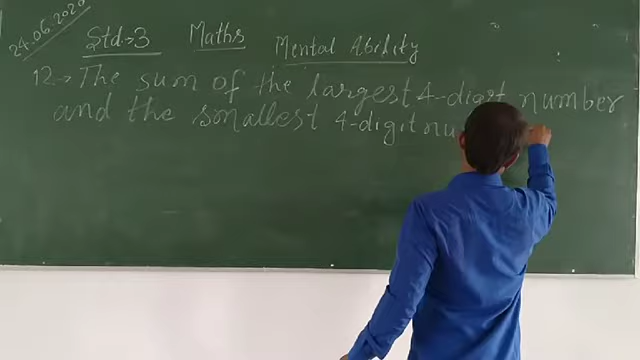 24.06.2020
Std:-3 Maths Mental Ability
12→ The sum of the largest 4-digit number
and the smallest 4-digit nu